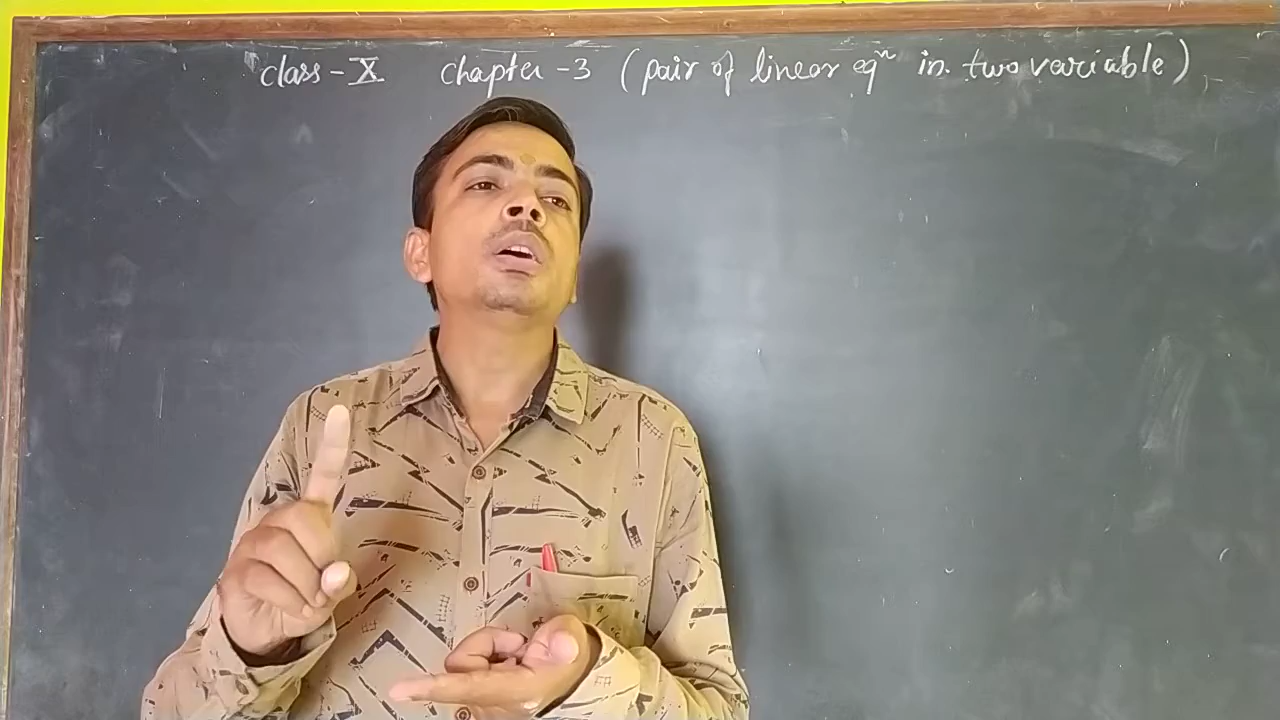 class - X chapter - 3 (pair of linear eqⁿ in two variable)